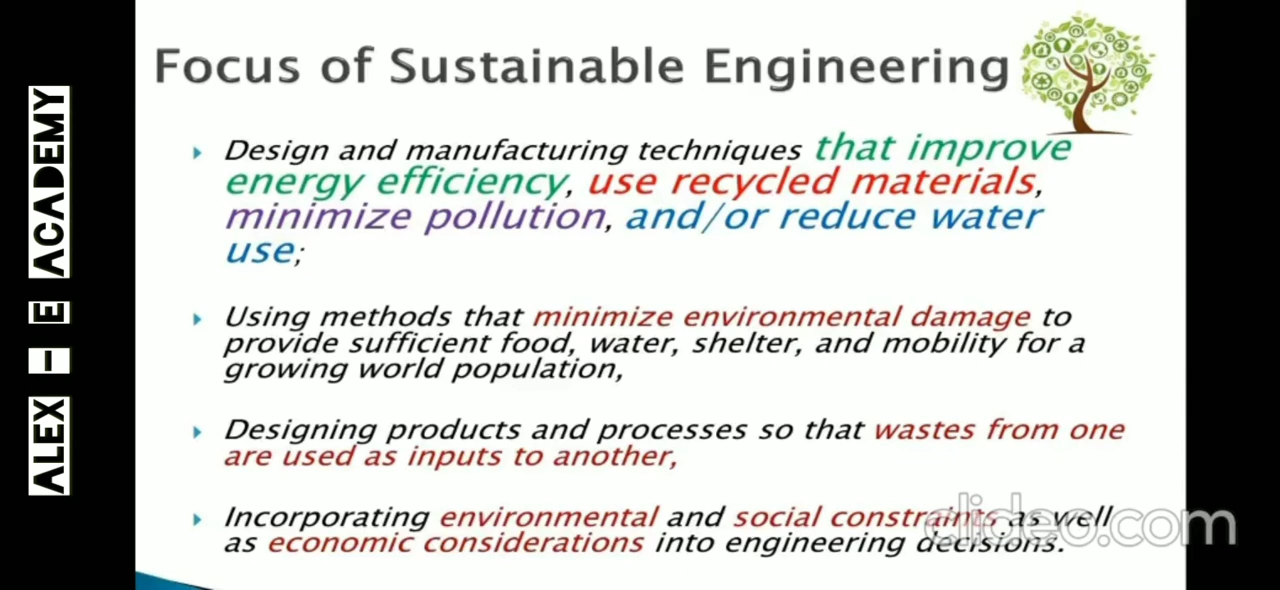 Focus of Sustainable Engineering
Design and manufacturing techniques that improve
energy efficiency, use recycled materials,
minimize pollution, and/or reduce water
use;
Using methods that minimize environmental damage to
provide sufficient food, water, shelter, and mobility for a
growing world population,
Designing products and processes so that wastes from one
are used as inputs to another,
Incorporating environmental and social constraints as well
as economic considerations into engineering decisions.
ALEX - E ACADEMY
clideo.com